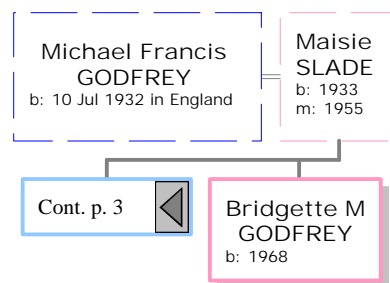 Michael Francis
GODFREY
b: 10 Jul 1932 in England
Maisie
SLADE
b: 1933
m: 1955
Cont. p. 3
Bridgette M
GODFREY
b: 1968